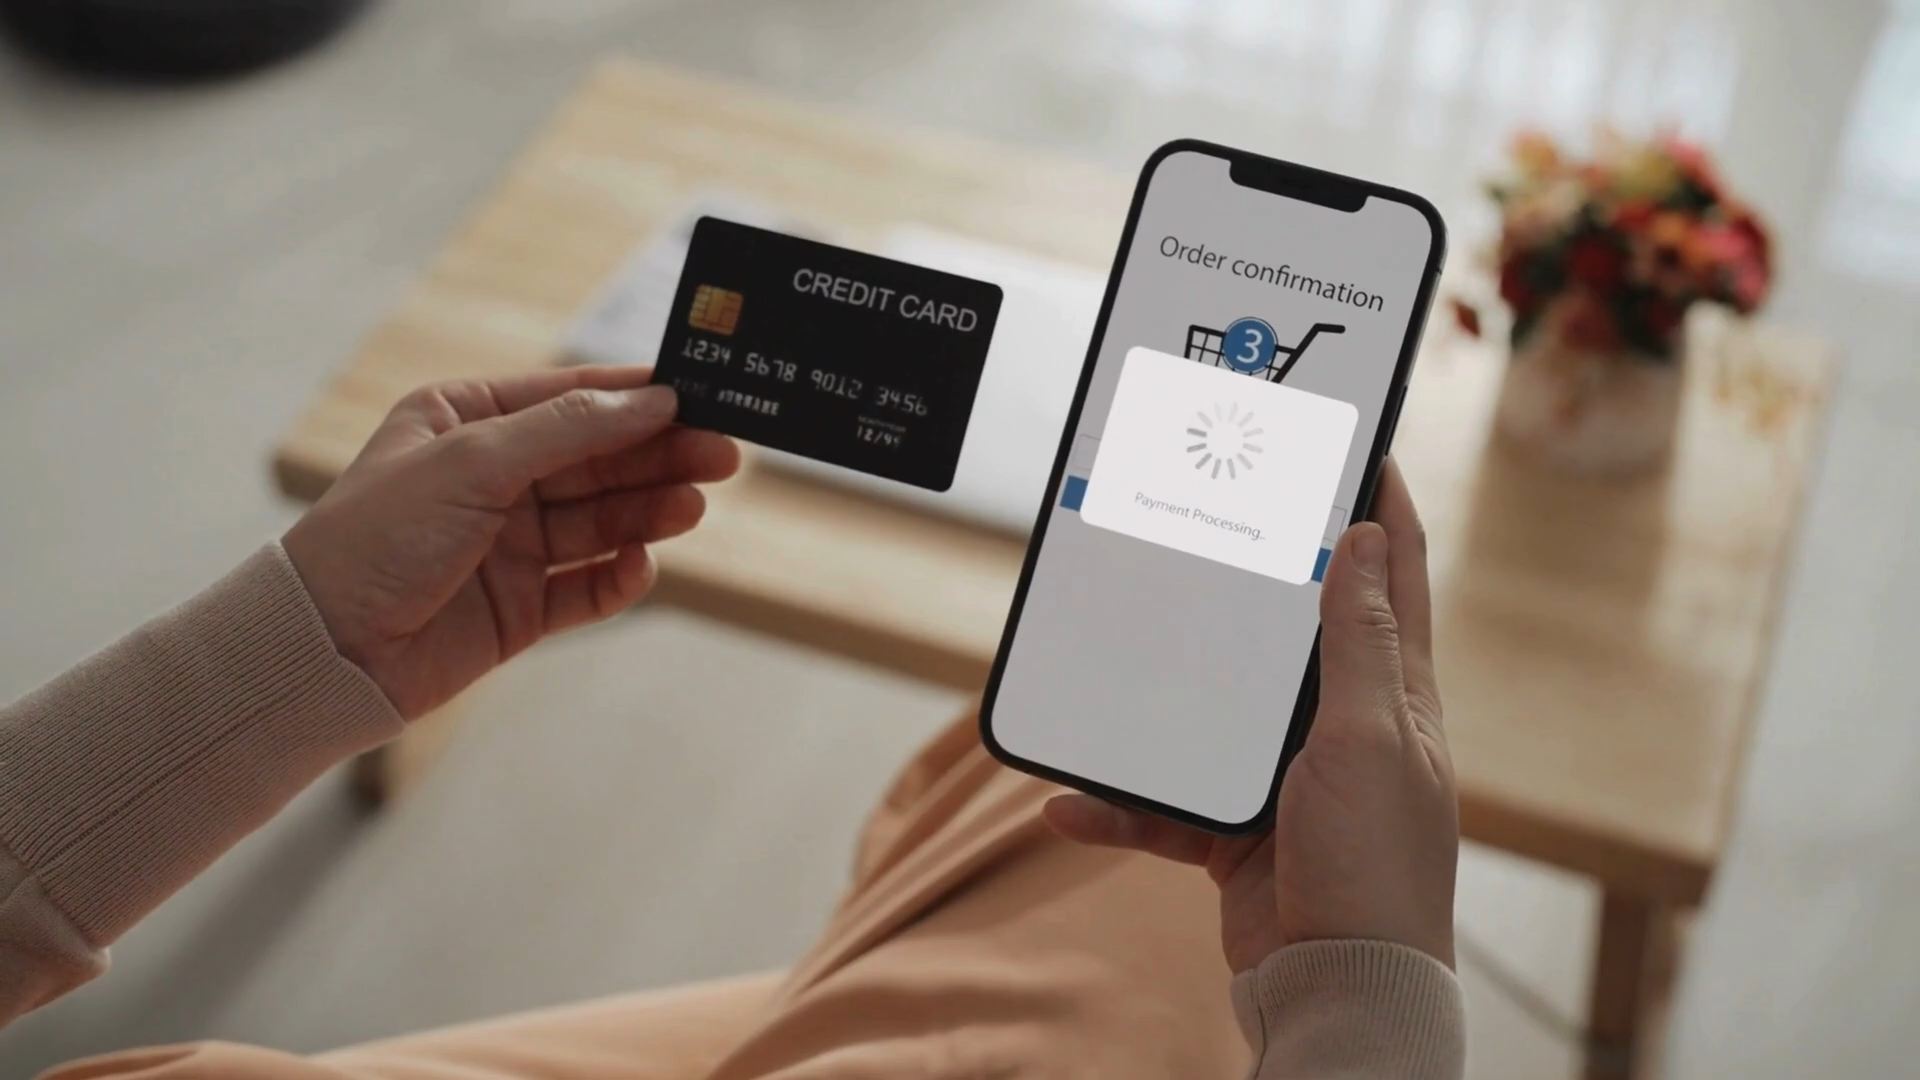 CREDIT CARD
1234 5678 9012 3456
12/99
Order confirmation
3
Payment Processing..